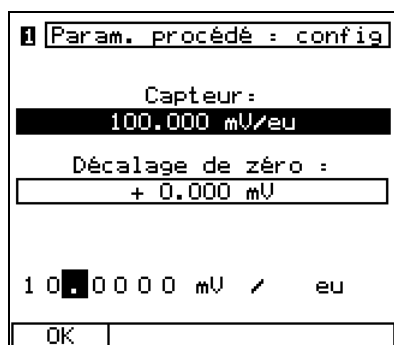 1 Param. procédé : config
Capteur:
100.000 mV/eu
Décalage de zéro :
+ 0.000 mV
10.0000 mV / eu
OK